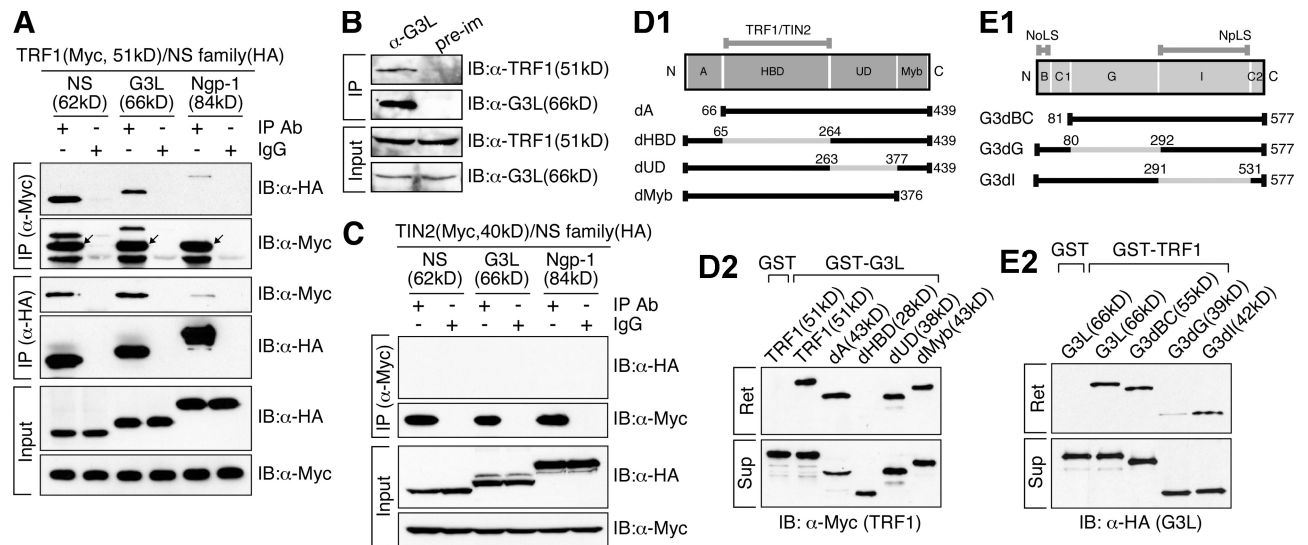 A
TRF1(Myc, 51kD)/NS family(HA)
NS G3L Ngp-1
(62kD) (66kD) (84kD)
+ - + - + - IP Ab
- + - + - + IgG
IP (α-Myc)
IB:α-HA
IB:α-Myc
IP (α-HA)
IB:α-Myc
IB:α-HA
Input
IB:α-HA
IB:α-Myc
B
α-G3L pre-im
IP
IB:α-TRF1(51kD)
IB:α-G3L(66kD)
Input
IB:α-TRF1(51kD)
IB:α-G3L(66kD)
C
TIN2(Myc,40kD)/NS family(HA)
NS G3L Ngp-1
(62kD) (66kD) (84kD)
+ - + - + - IP Ab
- + - + - + IgG
IP (α-Myc)
IB:α-HA
IB:α-Myc
Input
IB:α-HA
IB:α-Myc
D1
TRF1/TIN2
N A HBD UD Myb C
dA 66 439
dHBD 65 264 439
dUD 263 377 439
dMyb 376
E1
NoLS NpLS
N B C1 G I C2 C
G3dBC 81 577
G3dG 80 292 577
G3dI 291 531 577
D2
GST GST-G3L
TRF1(51kD) TRF1(51kD) dA(43kD) dHBD(28kD) dUD(38kD) dMyb(43kD)
Ret
Sup
IB: α-Myc (TRF1)
E2
GST GST-TRF1
G3L(66kD) G3L(66kD) G3dBC(55kD) G3dG(39kD) G3dI(42kD)
Ret
Sup
IB: α-HA (G3L)